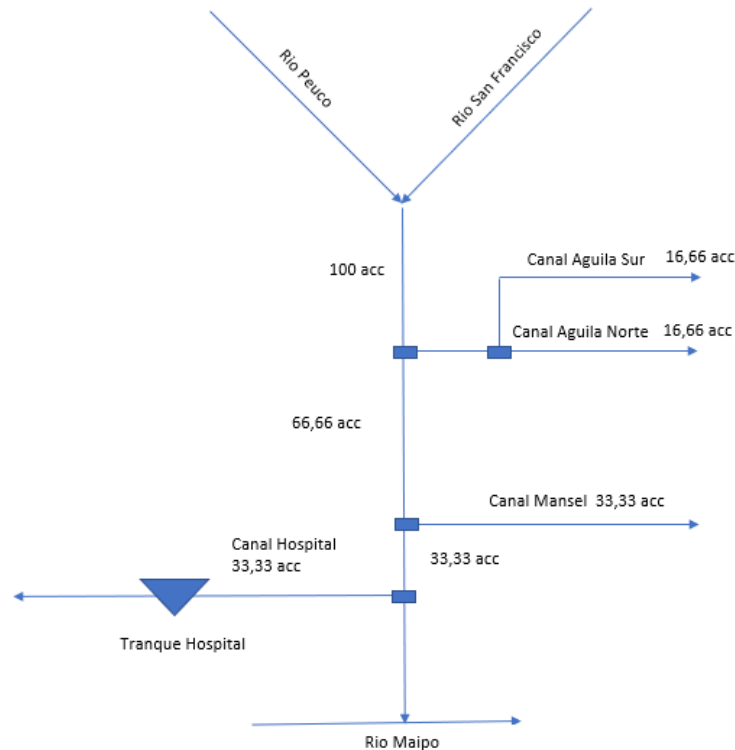 Rio Peuco
Rio San Francisco
100 acc
Canal Aguila Sur 16,66 acc
Canal Aguila Norte 16,66 acc
66,66 acc
Canal Mansel 33,33 acc
Canal Hospital
33,33 acc
33,33 acc
Tranque Hospital
Rio Maipo